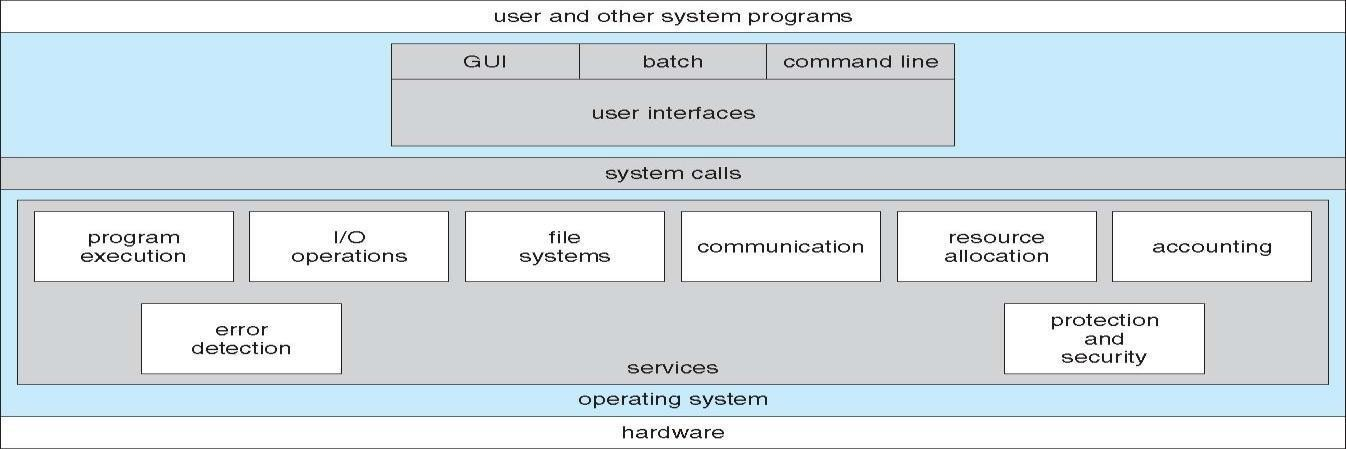 user and other system programs
GUI
batch
command line
user interfaces
system calls
program
execution
I/O
operations
file
systems
communication
resource
allocation
accounting
error
detection
protection
and
security
services
operating system
hardware